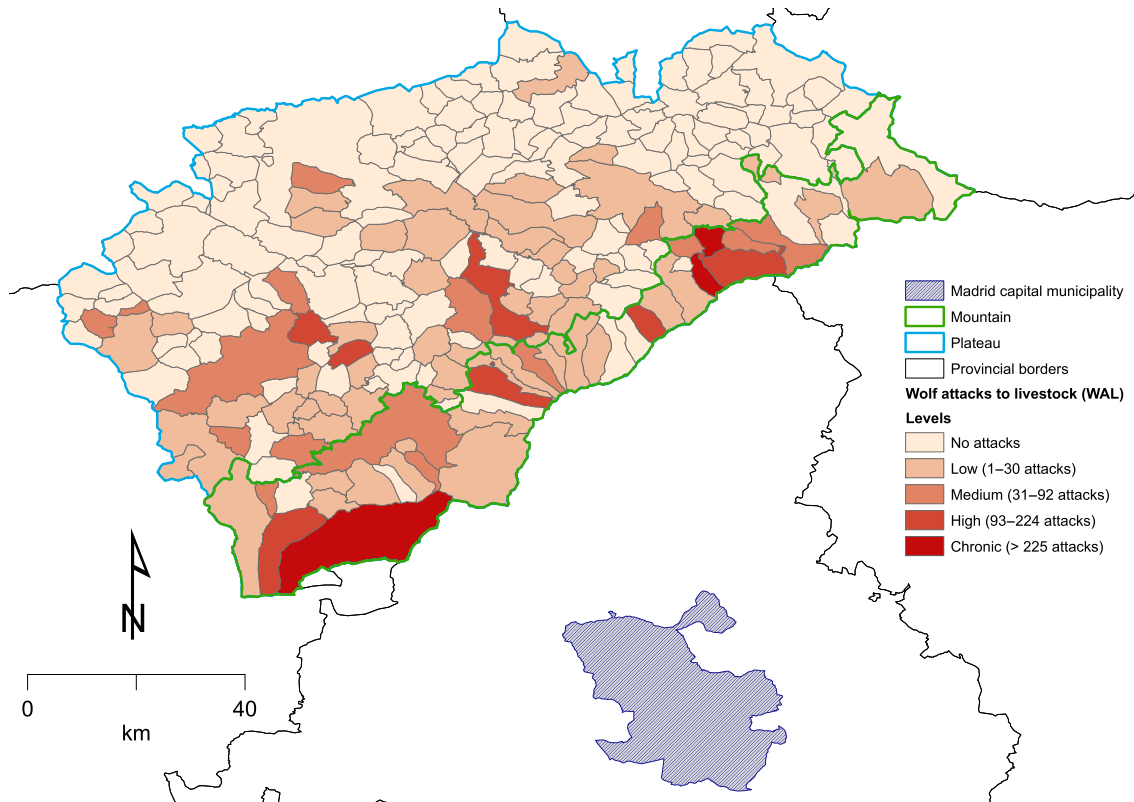 Madrid capital municipality
Mountain
Plateau
Provincial borders
Wolf attacks to livestock (WAL)
Levels
No attacks
Low (1–30 attacks)
Medium (31–92 attacks)
High (93–224 attacks)
Chronic (> 225 attacks)
N
0
40
km